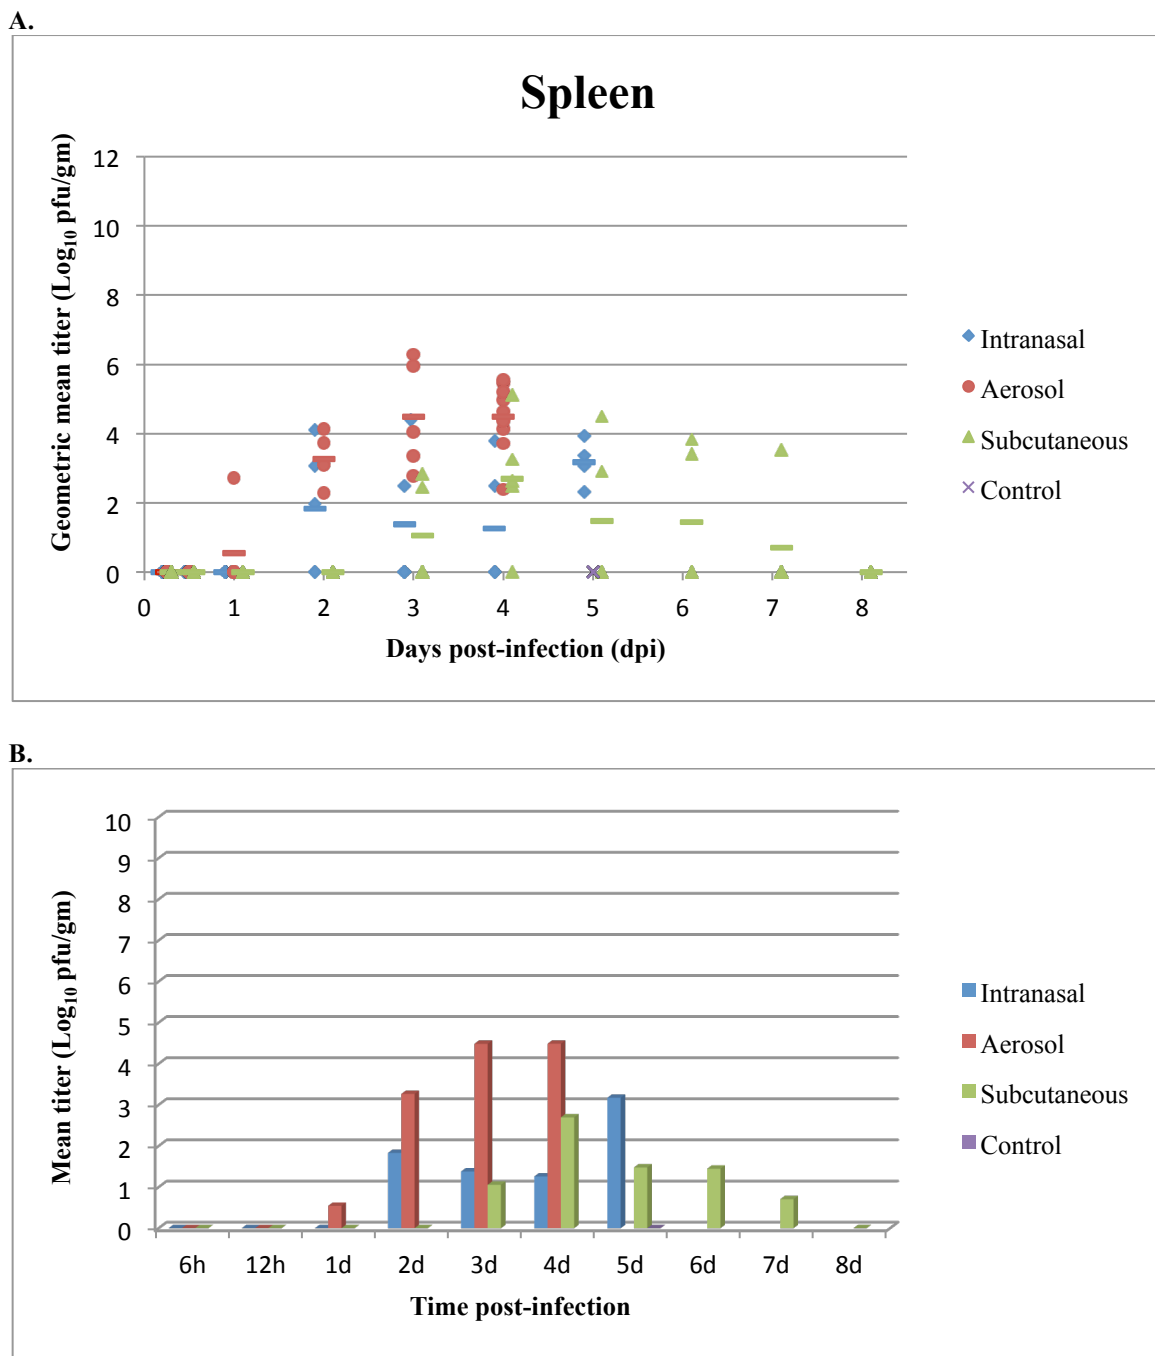 A.
Spleen
Geometric mean titer (Log₁₀ pfu/gm)
12
10
8
6
4
2
0
0 1 2 3 4 5 6 7 8
Days post-infection (dpi)
Intranasal
Aerosol
Subcutaneous
Control
B.
Mean titer (Log₁₀ pfu/gm)
10
9
8
7
6
5
4
3
2
1
0
6h 12h 1d 2d 3d 4d 5d 6d 7d 8d
Time post-infection
Intranasal
Aerosol
Subcutaneous
Control